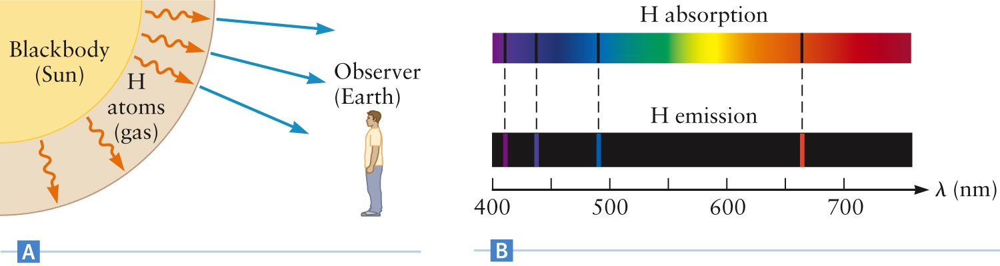 Blackbody
(Sun)
H
atoms
(gas)
Observer
(Earth)
A
H absorption
H emission
400 500 600 700
λ (nm)
B